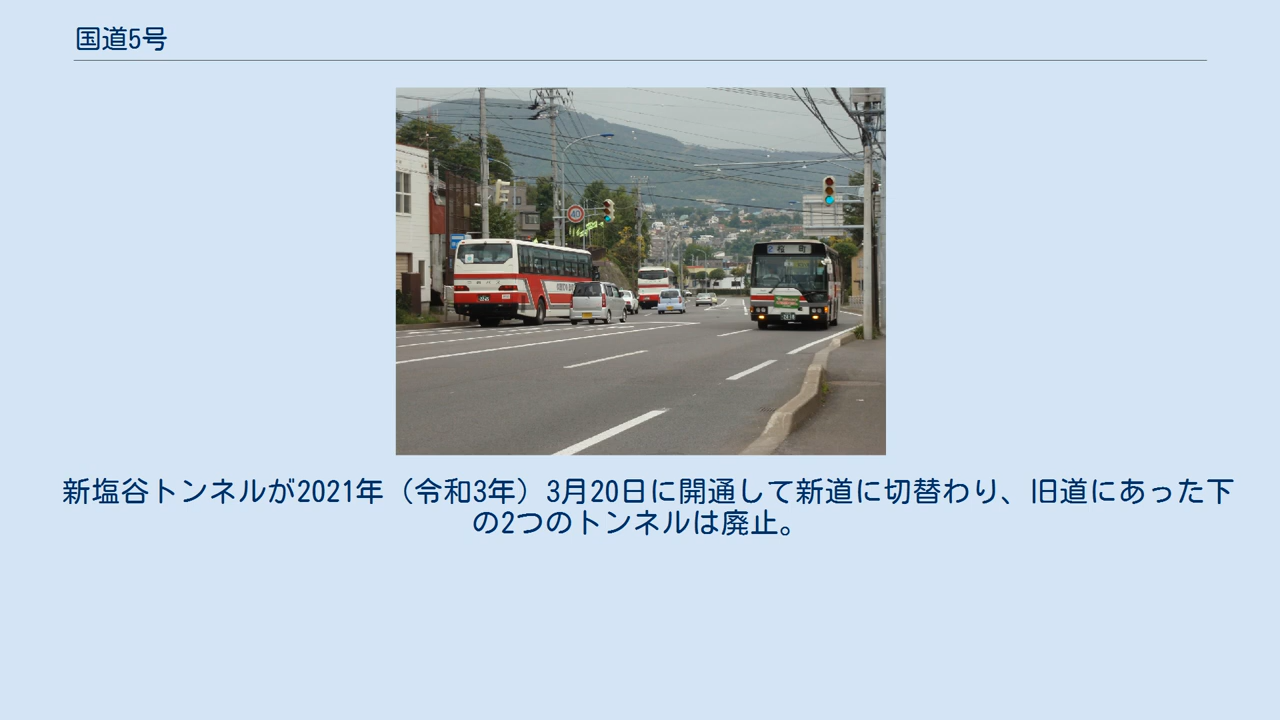 国道5号
桜町
新塩谷トンネルが2021年（令和3年）3月20日に開通して新道に切替わり、旧道にあった下
の2つのトンネルは廃止。